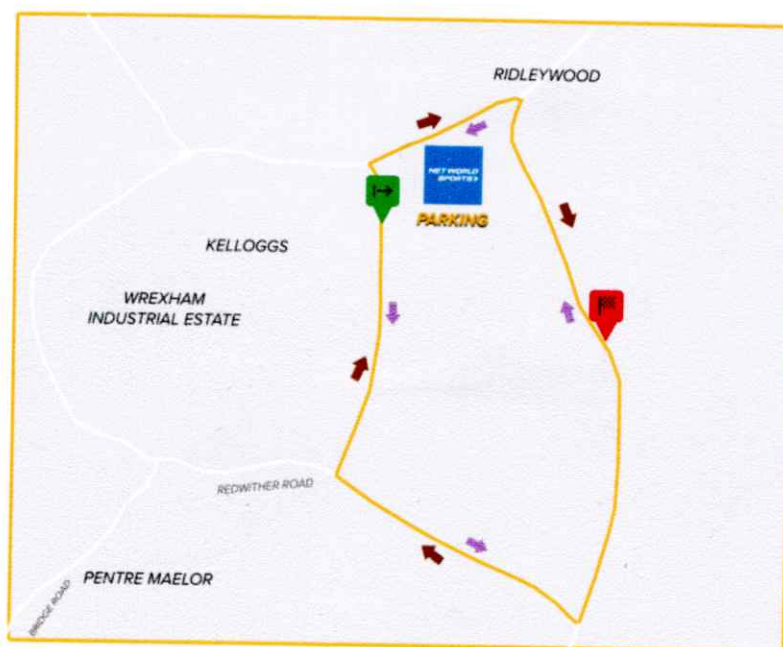 RIDLEYWOOD
NET WORLD
SPORTS
PARKING
KELLOGGS
WREXHAM
INDUSTRIAL ESTATE
REDWITHER ROAD
PENTRE MAELOR
BRIDGE ROAD